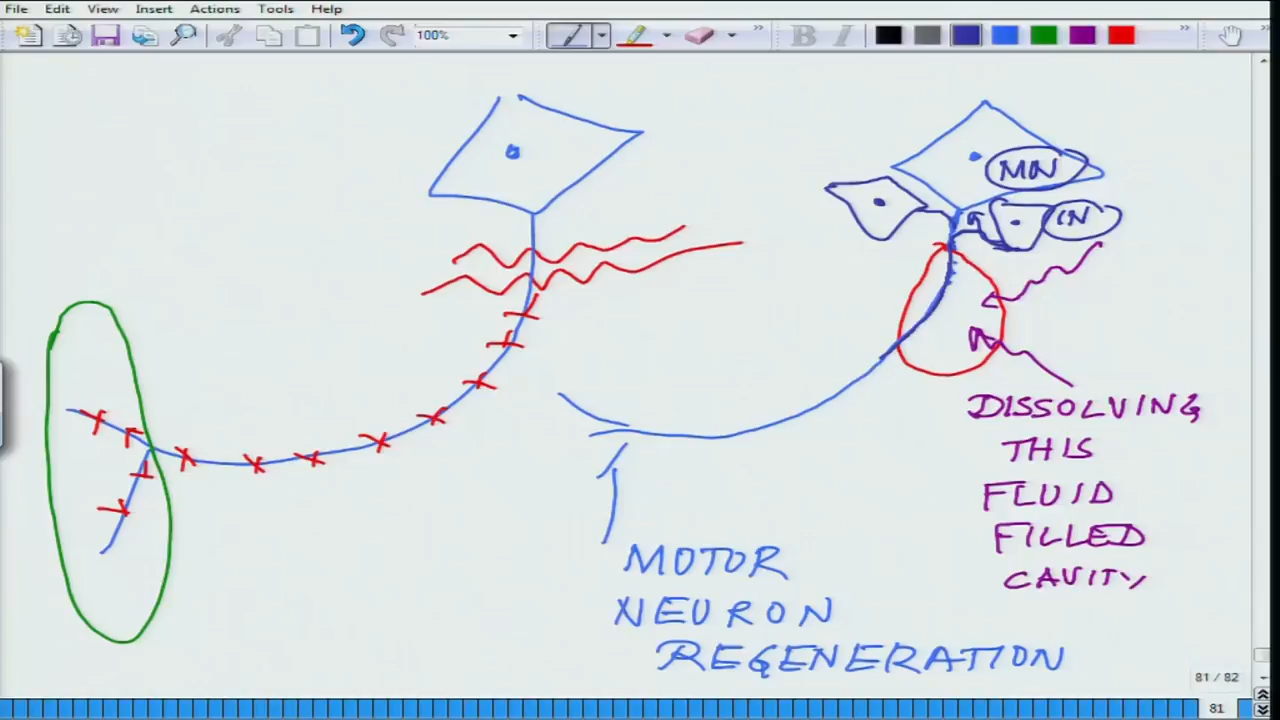 File Edit View Insert Actions Tools Help
100%
B I
MN
IN
DISSOLVING
THIS
FLUID
FILLED
CAVITY
MOTOR
NEURON
REGENERATION
81 / 82
81